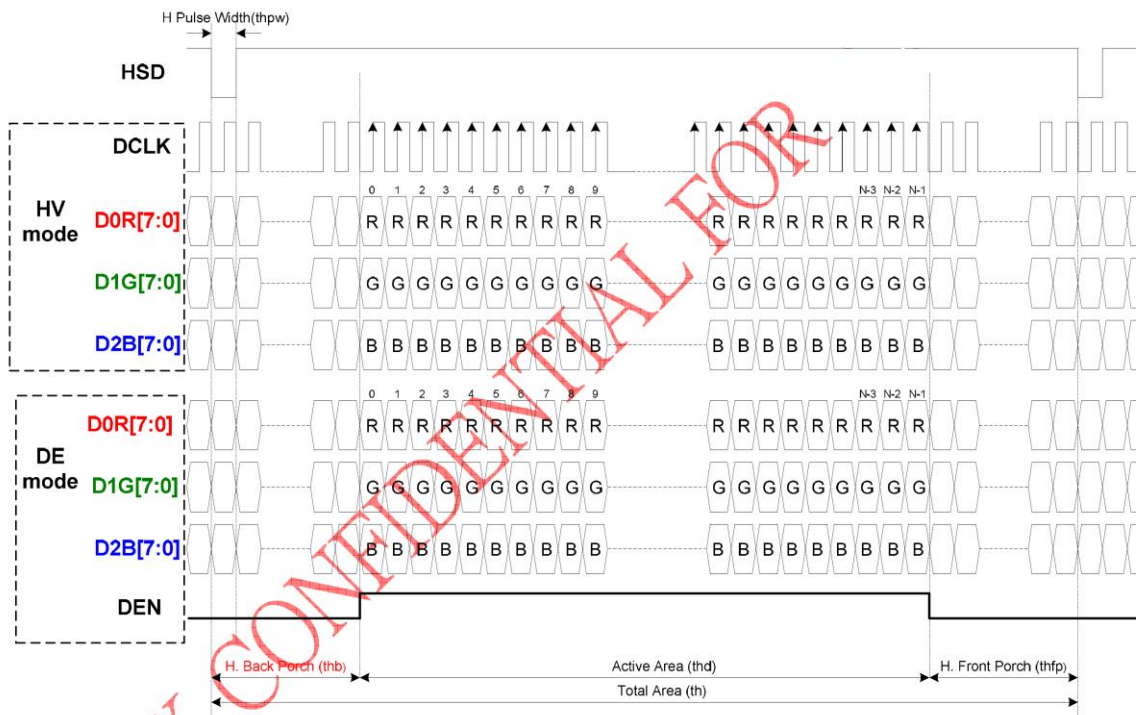 H Pulse Width(thpw)
HSD
DCLK
HV
mode
0 1 2 3 4 5 6 7 8 9 N-3 N-2 N-1
D0R[7:0] R R R R R R R R R R R R R R R R R R R
D1G[7:0] G G G G G G G G G G G G G G G G G G G
D2B[7:0] B B B B B B B B B B B B B B B B B B B
DE
mode
0 1 2 3 4 5 6 7 8 9 N-3 N-2 N-1
D0R[7:0] R R R R R R R R R R R R R R R R R R R
D1G[7:0] G G G G G G G G G G G G G G G G G G G
D2B[7:0] B B B B B B B B B B B B B B B B B B B
DEN
H. Back Porch (thb) Active Area (thd) H. Front Porch (thfp)
Total Area (th)
CONFIDENTIAL FOR